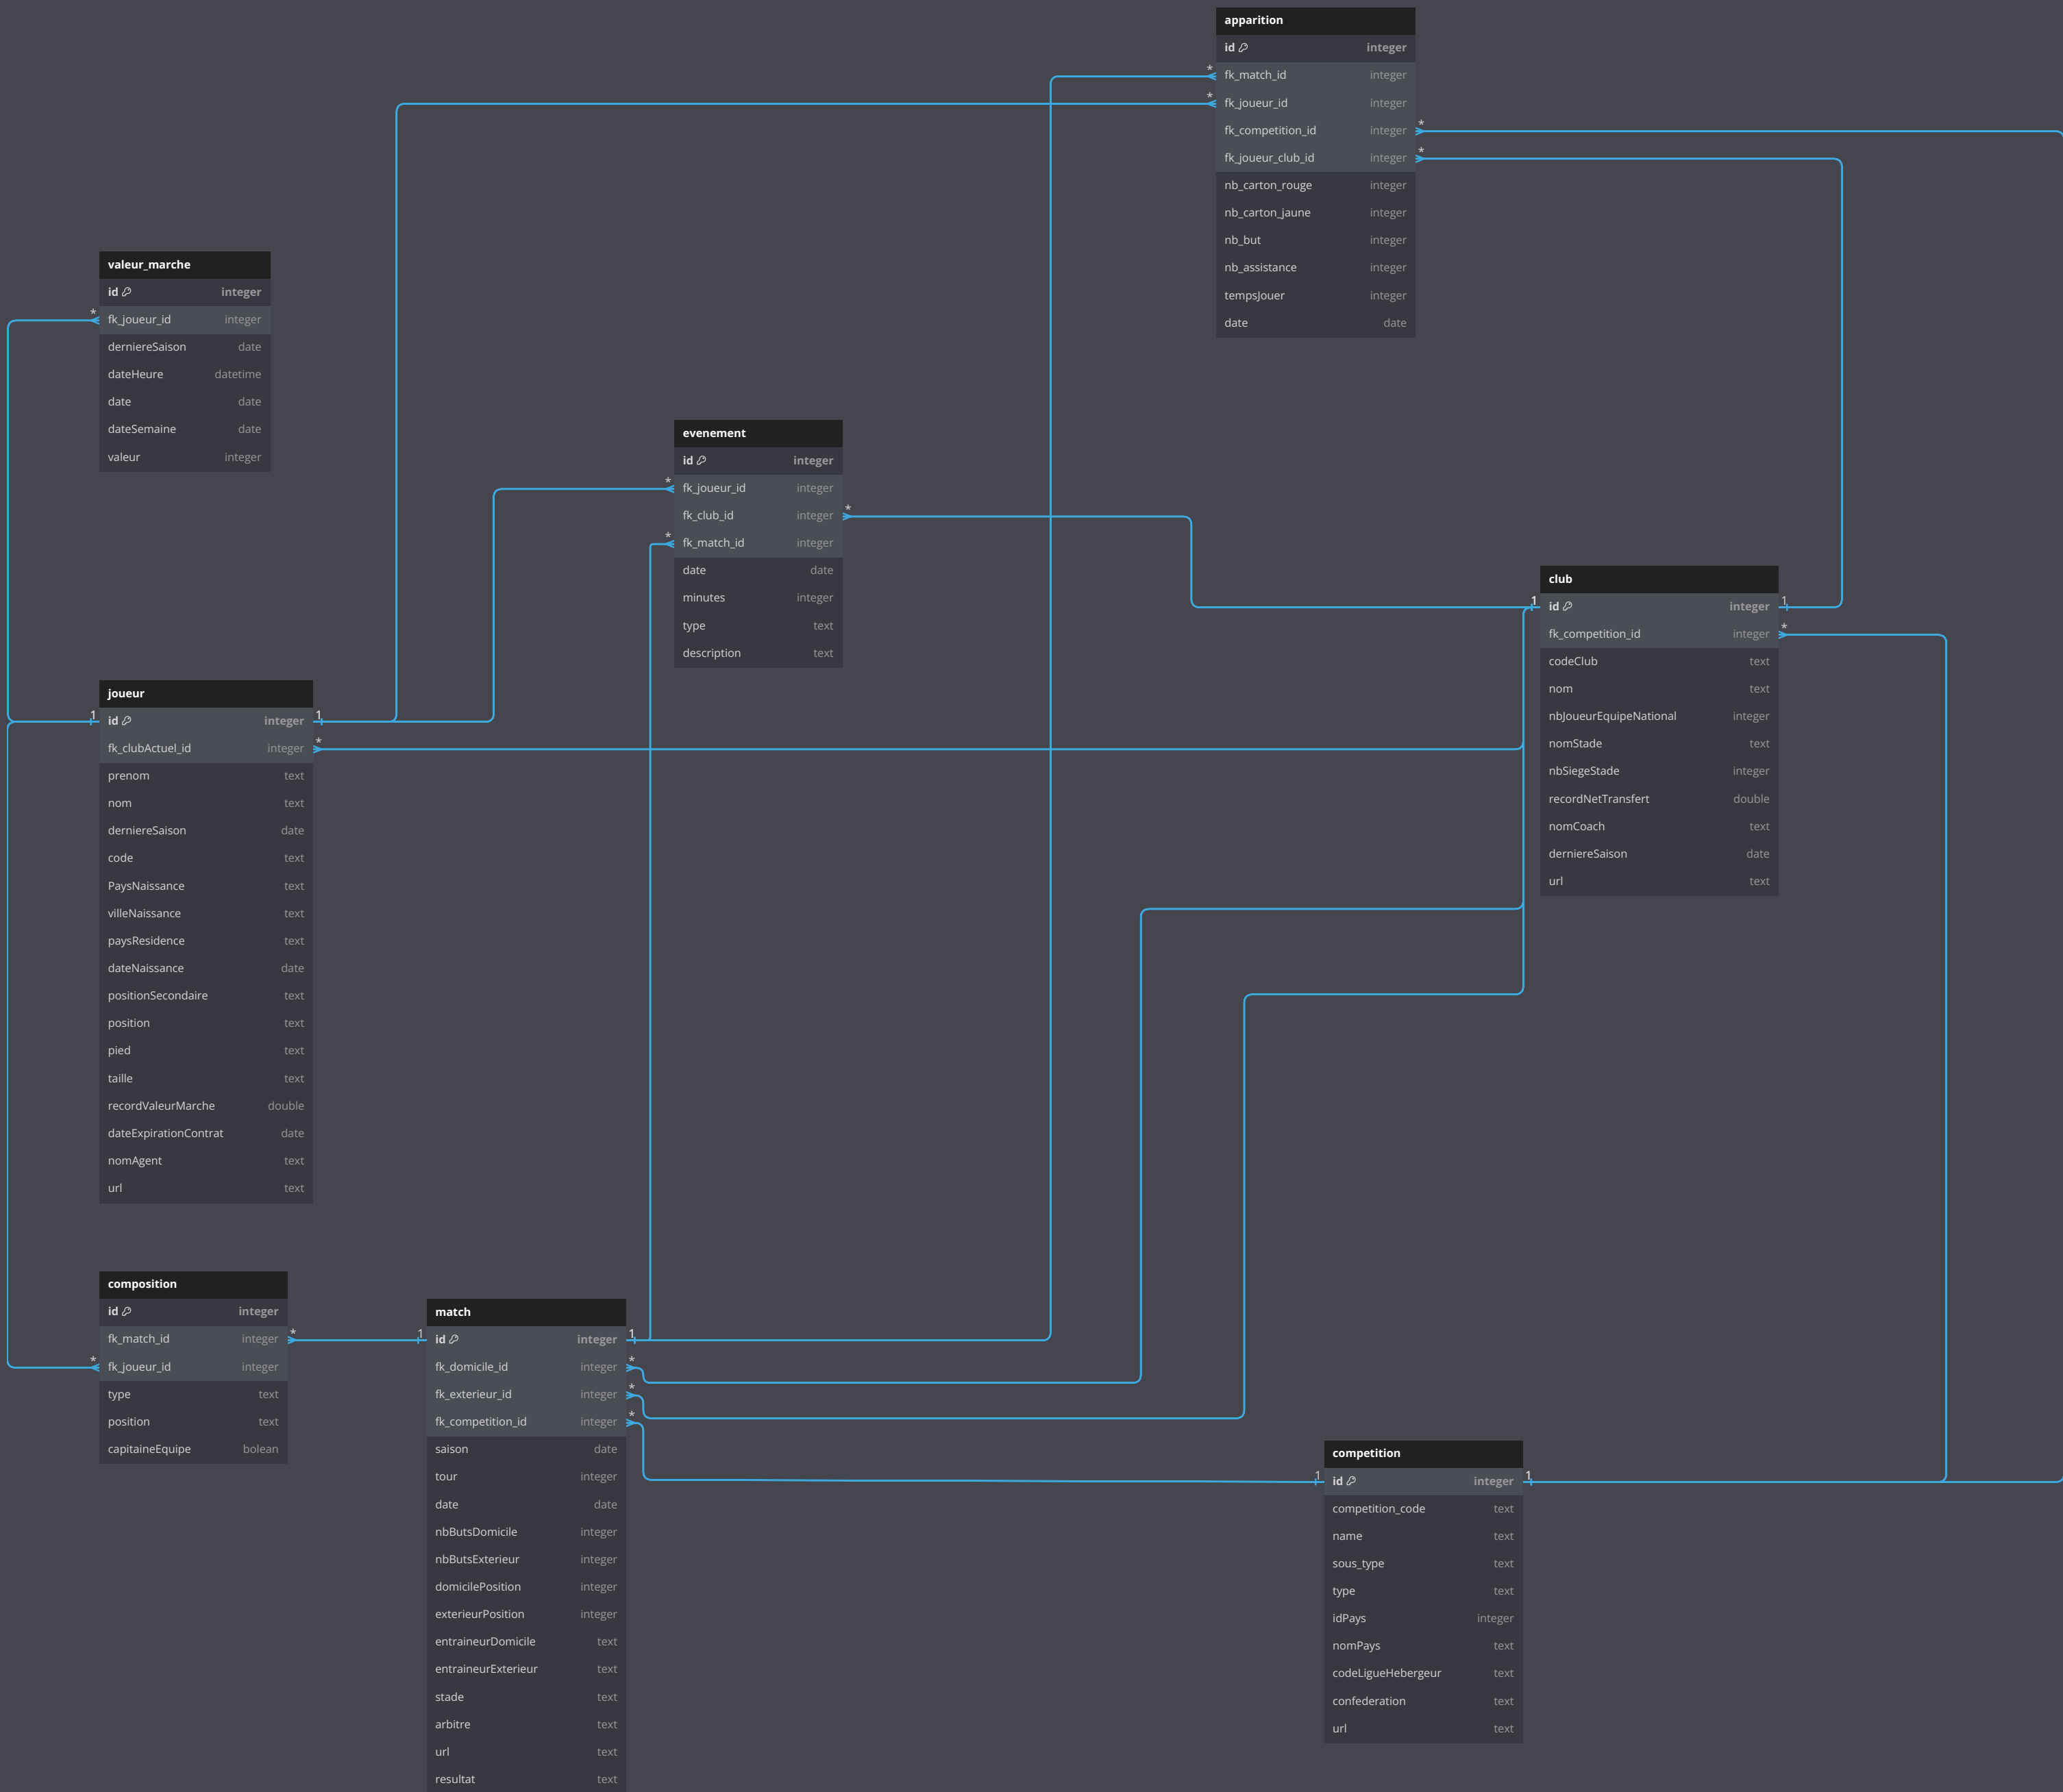 apparition
id integer
* fk_match_id integer
* fk_joueur_id integer
fk_competition_id integer *
fk_joueur_club_id integer *
nb_carton_rouge integer
nb_carton_jaune integer
nb_but integer
nb_assistance integer
tempsJouer integer
date date
valeur_marche
id integer
* fk_joueur_id integer
derniereSaison date
dateHeure datetime
date date
dateSemaine date
valeur integer
evenement
id integer
* fk_joueur_id integer
fk_club_id integer *
* fk_match_id integer
date date
minutes integer
type text
description text
club
1 id integer 1
fk_competition_id integer *
codeClub text
nom text
nbJoueurEquipeNational integer
nomStade text
nbSiegeStade integer
recordNetTransfert double
nomCoach text
derniereSaison date
url text
joueur
1 id integer 1
fk_clubActuel_id integer *
prenom text
nom text
derniereSaison date
code text
PaysNaissance text
villeNaissance text
paysResidence text
dateNaissance date
positionSecondaire text
position text
pied text
taille text
recordValeurMarche double
dateExpirationContrat date
nomAgent text
url text
composition
id integer
fk_match_id integer *
* fk_joueur_id integer
type text
position text
capitaineEquipe bolean
match
1 id integer 1
fk_domicile_id integer *
fk_exterieur_id integer *
fk_competition_id integer *
saison date
tour integer
date date
nbButsDomicile integer
nbButsExterieur integer
domicilePosition integer
exterieurPosition integer
entraineurDomicile text
entraineurExterieur text
stade text
arbitre text
url text
resultat text
competition
1 id integer 1
competition_code text
name text
sous_type text
type text
idPays integer
nomPays text
codeLigueHebergeur text
confederation text
url text